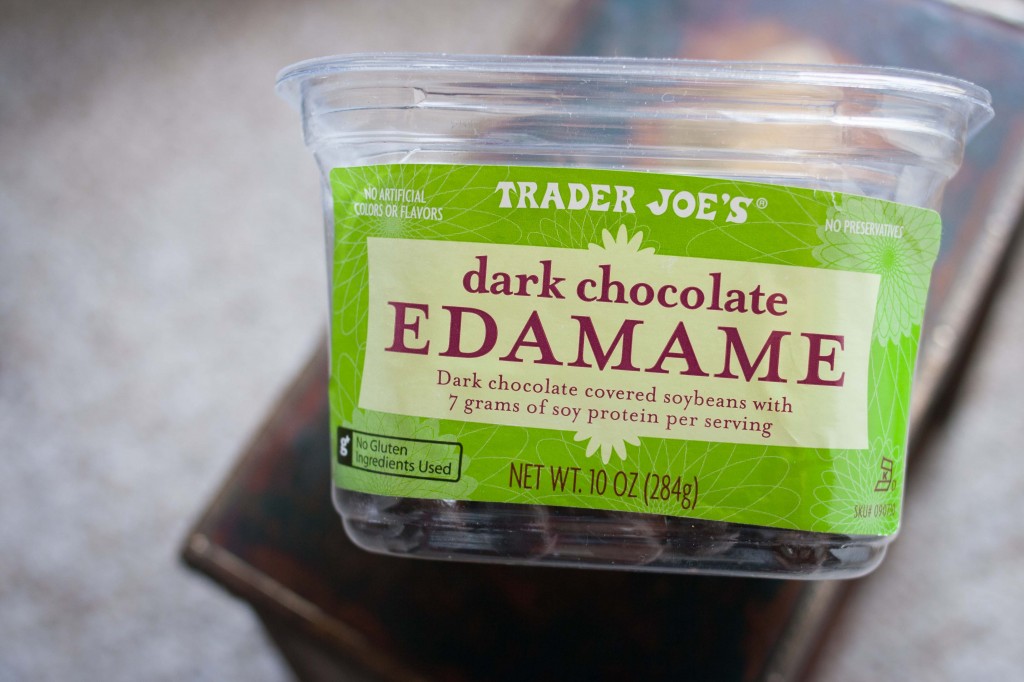 NO ARTIFICIAL
COLORS OR FLAVORS
TRADER JOE'S®
NO PRESERVATIVES
dark chocolate
EDAMAME
Dark chocolate covered soybeans with
7 grams of soy protein per serving
g No Gluten
Ingredients Used
NET WT. 10 OZ (284g)
SKU#